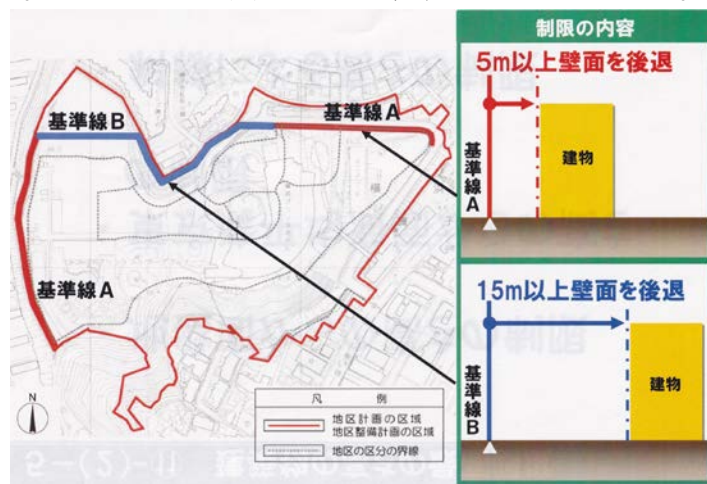 基準線B
基準線A
基準線A
N
凡 例
地区計画の区域
地区整備計画の区域
地区の区分の界線
制限の内容
5m以上壁面を後退
建物
基準線A
15m以上壁面を後退
建物
基準線B